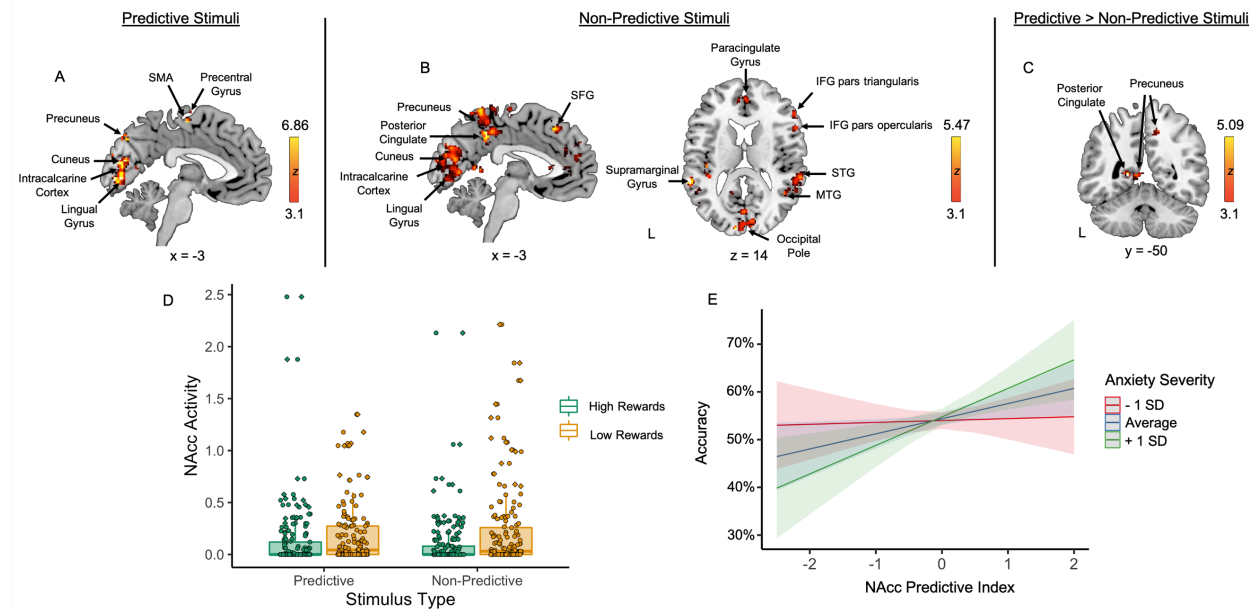 Predictive Stimuli
Non-Predictive Stimuli
Predictive > Non-Predictive Stimuli
A
SMA
Precentral
Gyrus
Precuneus
Cuneus
Intracalcarine
Cortex
Lingual
Gyrus
6.86
z
3.1
x = -3
B
Precuneus
Posterior
Cingulate
Cuneus
Intracalcarine
Cortex
Lingual
Gyrus
SFG
x = -3
Paracingulate
Gyrus
IFG pars triangularis
IFG pars opercularis
Supramarginal
Gyrus
STG
MTG
Occipital
Pole
L
z = 14
5.47
z
3.1
C
Posterior
Cingulate
Precuneus
5.09
z
3.1
L
y = -50
D
2.5
2.0
1.5
1.0
0.5
0.0
NAcc Activity
Predictive
Non-Predictive
Stimulus Type
High Rewards
Low Rewards
E
70%
60%
50%
40%
30%
Accuracy
-2
-1
0
1
2
NAcc Predictive Index
Anxiety Severity
- 1 SD
Average
+ 1 SD